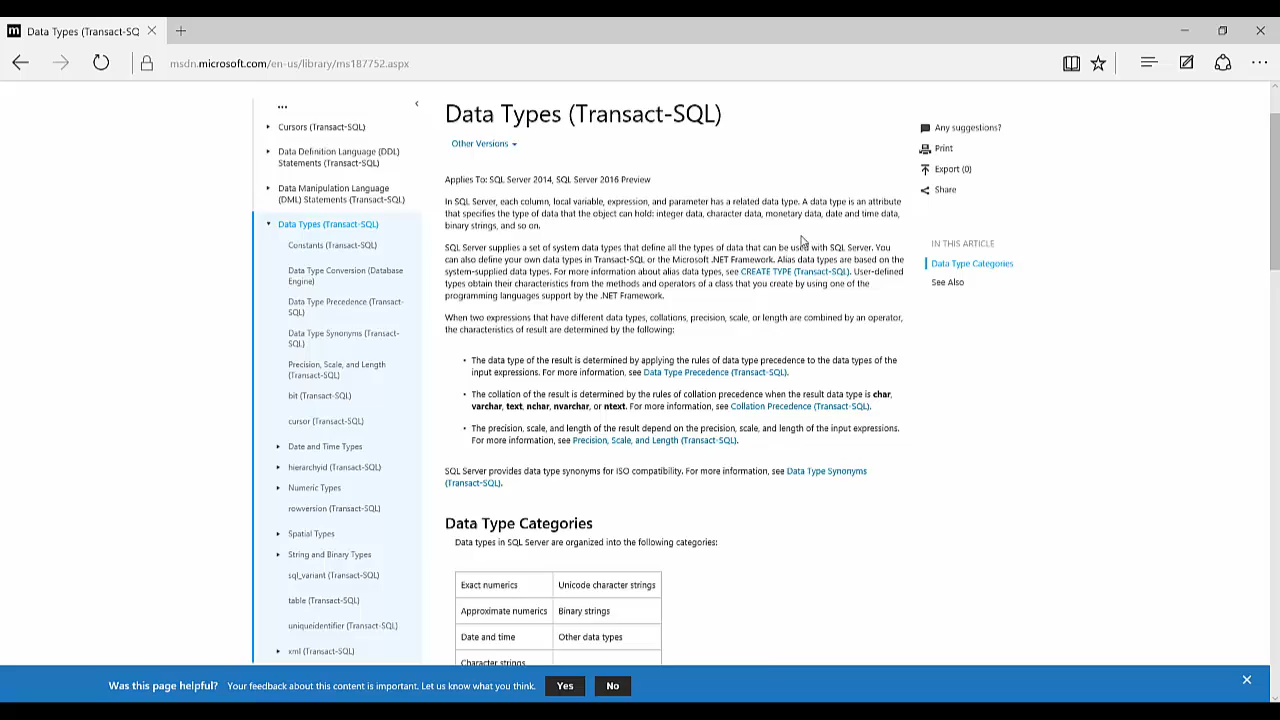 Data Types (Transact-SQ
msdn.microsoft.com/en-us/library/ms187752.aspx
...
Cursors (Transact-SQL)
Data Definition Language (DDL)
Statements (Transact-SQL)
Data Manipulation Language
(DML) Statements (Transact-SQL)
Data Types (Transact-SQL)
Constants (Transact-SQL)
Data Type Conversion (Database
Engine)
Data Type Precedence (Transact-
SQL)
Data Type Synonyms (Transact-
SQL)
Precision, Scale, and Length
(Transact-SQL)
bit (Transact-SQL)
cursor (Transact-SQL)
Date and Time Types
hierarchyid (Transact-SQL)
Numeric Types
rowversion (Transact-SQL)
Spatial Types
String and Binary Types
sql_variant (Transact-SQL)
table (Transact-SQL)
uniqueidentifier (Transact-SQL)
xml (Transact-SQL)
Data Types (Transact-SQL)
Other Versions
Applies To: SQL Server 2014, SQL Server 2016 Preview
In SQL Server, each column, local variable, expression, and parameter has a related data type. A data type is an attribute
that specifies the type of data that the object can hold: integer data, character data, monetary data, date and time data,
binary strings, and so on.
SQL Server supplies a set of system data types that define all the types of data that can be used with SQL Server. You
can also define your own data types in Transact-SQL or the Microsoft .NET Framework. Alias data types are based on the
system-supplied data types. For more information about alias data types, see CREATE TYPE (Transact-SQL). User-defined
types obtain their characteristics from the methods and operators of a class that you create by using one of the
programming languages support by the .NET Framework.
When two expressions that have different data types, collations, precision, scale, or length are combined by an operator,
the characteristics of result are determined by the following:
• The data type of the result is determined by applying the rules of data type precedence to the data types of the
input expressions. For more information, see Data Type Precedence (Transact-SQL).
• The collation of the result is determined by the rules of collation precedence when the result data type is char,
varchar, text, nchar, nvarchar, or ntext. For more information, see Collation Precedence (Transact-SQL).
• The precision, scale, and length of the result depend on the precision, scale, and length of the input expressions.
For more information, see Precision, Scale, and Length (Transact-SQL).
SQL Server provides data type synonyms for ISO compatibility. For more information, see Data Type Synonyms
(Transact-SQL).
Data Type Categories
Data types in SQL Server are organized into the following categories:
Exact numerics Unicode character strings
Approximate numerics Binary strings
Date and time Other data types
Character strings
Any suggestions?
Print
Export (0)
Share
IN THIS ARTICLE
Data Type Categories
See Also
Was this page helpful? Your feedback about this content is important. Let us know what you think. Yes No